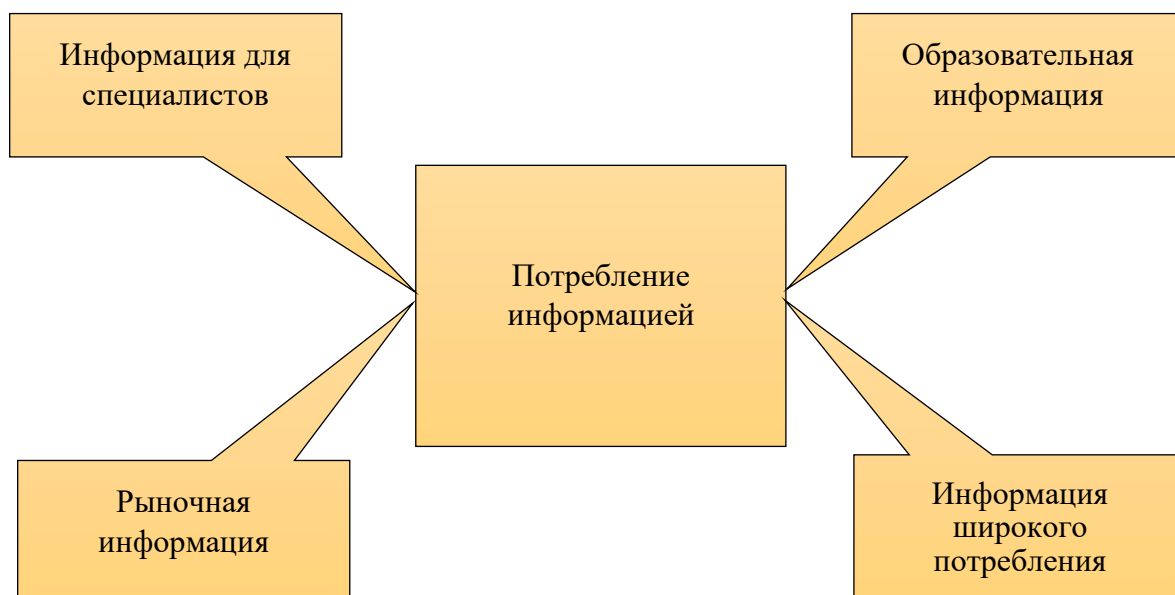 Информация для
специалистов
Образовательная
информация
Потребление
информацией
Рыночная
информация
Информация
широкого
потребления